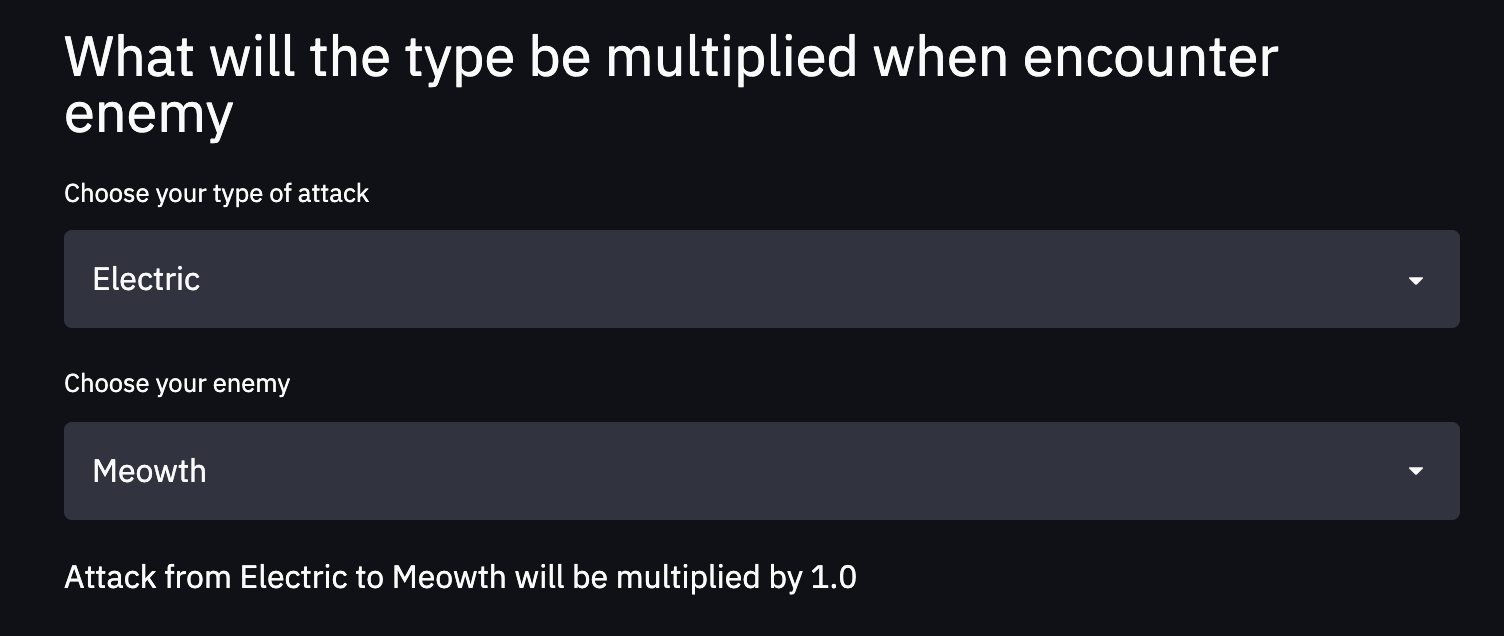 What will the type be multiplied when encounter
enemy
Choose your type of attack
Electric
Choose your enemy
Meowth
Attack from Electric to Meowth will be multiplied by 1.0